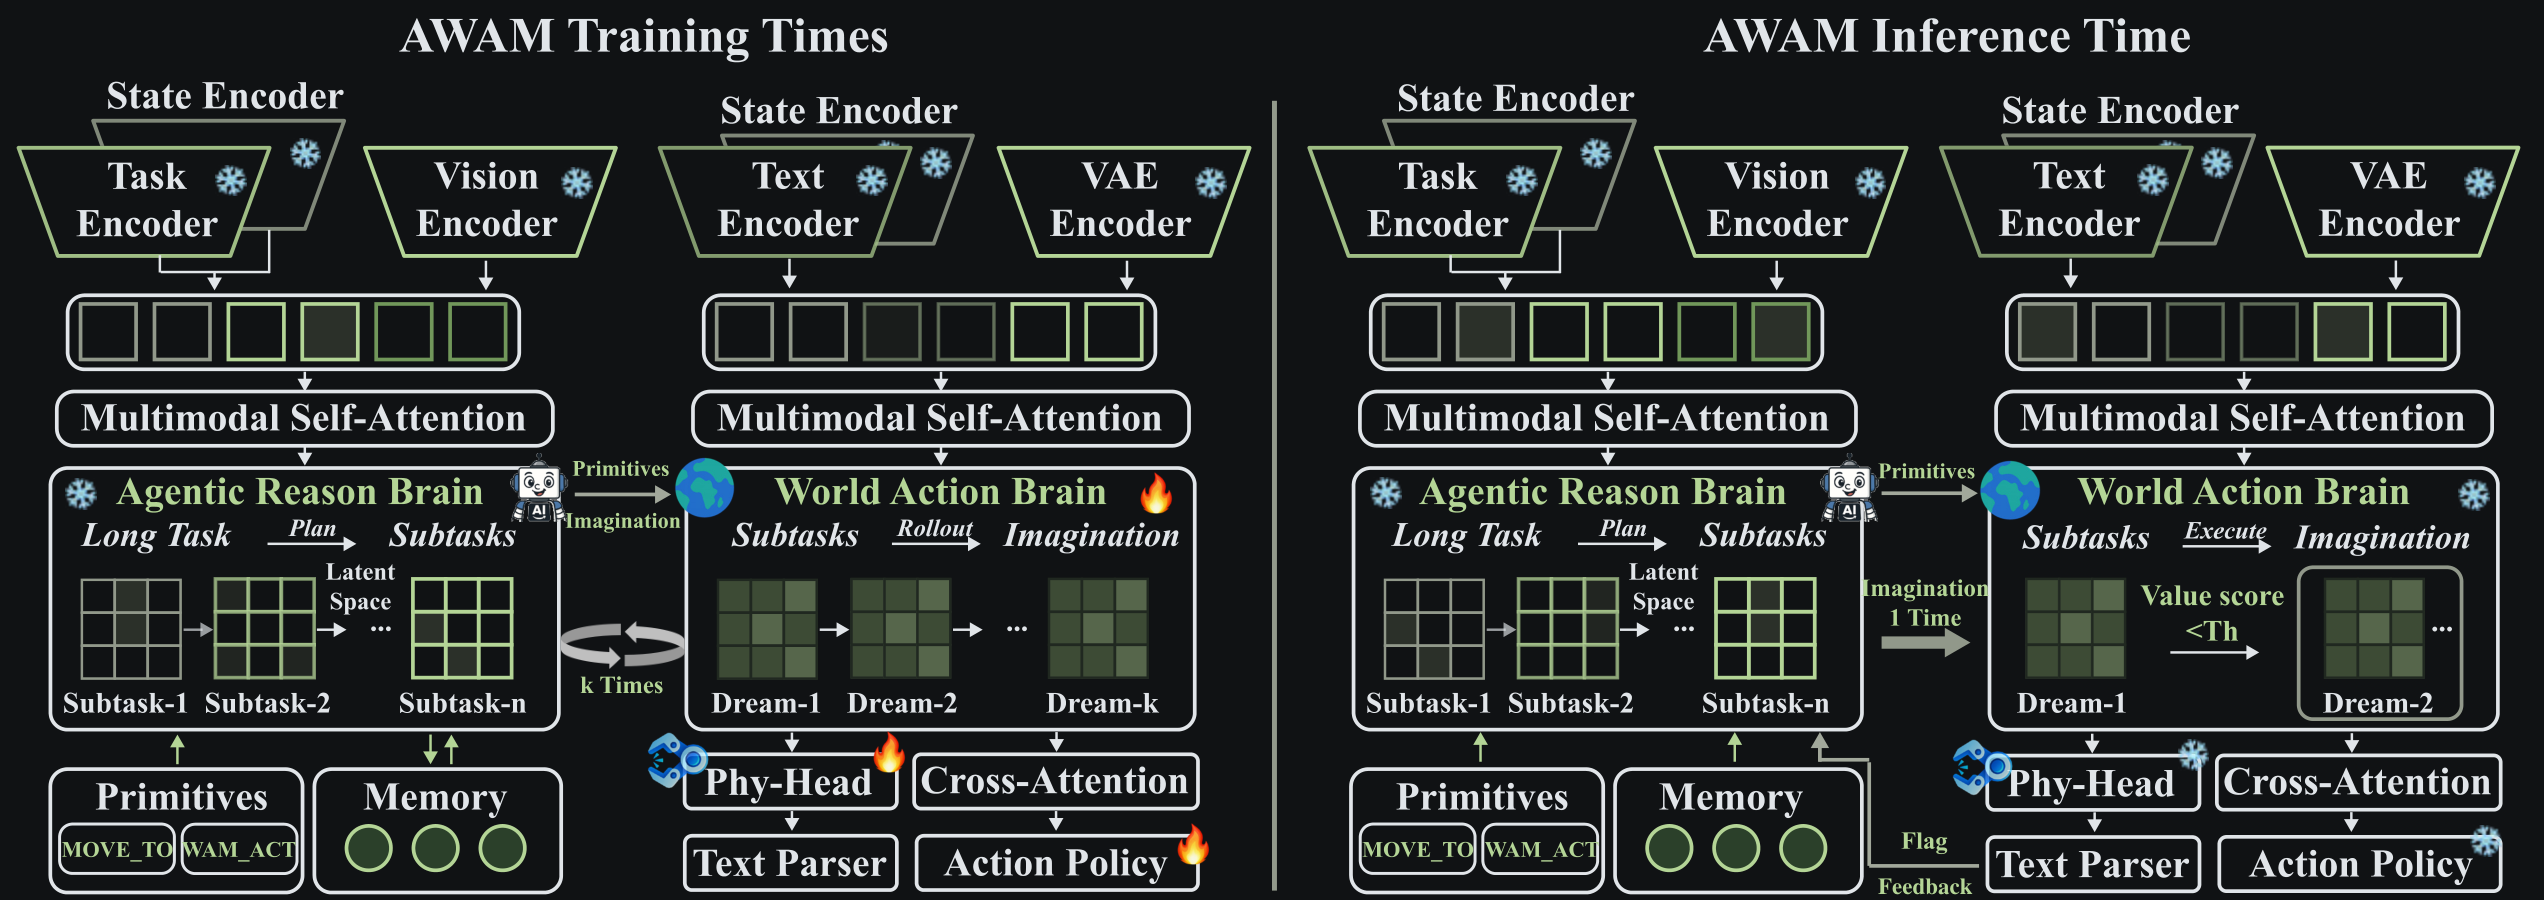 AWAM Training Times
State Encoder
Task
Encoder
Vision
Encoder
State Encoder
Text
Encoder
VAE
Encoder
Multimodal Self-Attention
Multimodal Self-Attention
Agentic Reason Brain
AI
Long Task
Plan
Subtasks
Latent
Space
...
Subtask-1
Subtask-2
Subtask-n
Primitives
Imagination
k Times
World Action Brain
Subtasks
Rollout
Imagination
...
Dream-1
Dream-2
Dream-k
Primitives
MOVE_TO
WAM_ACT
Memory
Phy-Head
Cross-Attention
Text Parser
Action Policy
AWAM Inference Time
State Encoder
Task
Encoder
Vision
Encoder
State Encoder
Text
Encoder
VAE
Encoder
Multimodal Self-Attention
Multimodal Self-Attention
Agentic Reason Brain
AI
Long Task
Plan
Subtasks
Latent
Space
...
Subtask-1
Subtask-2
Subtask-n
Primitives
Imagination
1 Time
World Action Brain
Subtasks
Execute
Imagination
Value score
<Th
...
Dream-1
Dream-2
Primitives
MOVE_TO
WAM_ACT
Memory
Flag
Feedback
Phy-Head
Cross-Attention
Text Parser
Action Policy